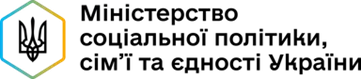 Міністерство
соціальної політики,
сім’ї та єдності України